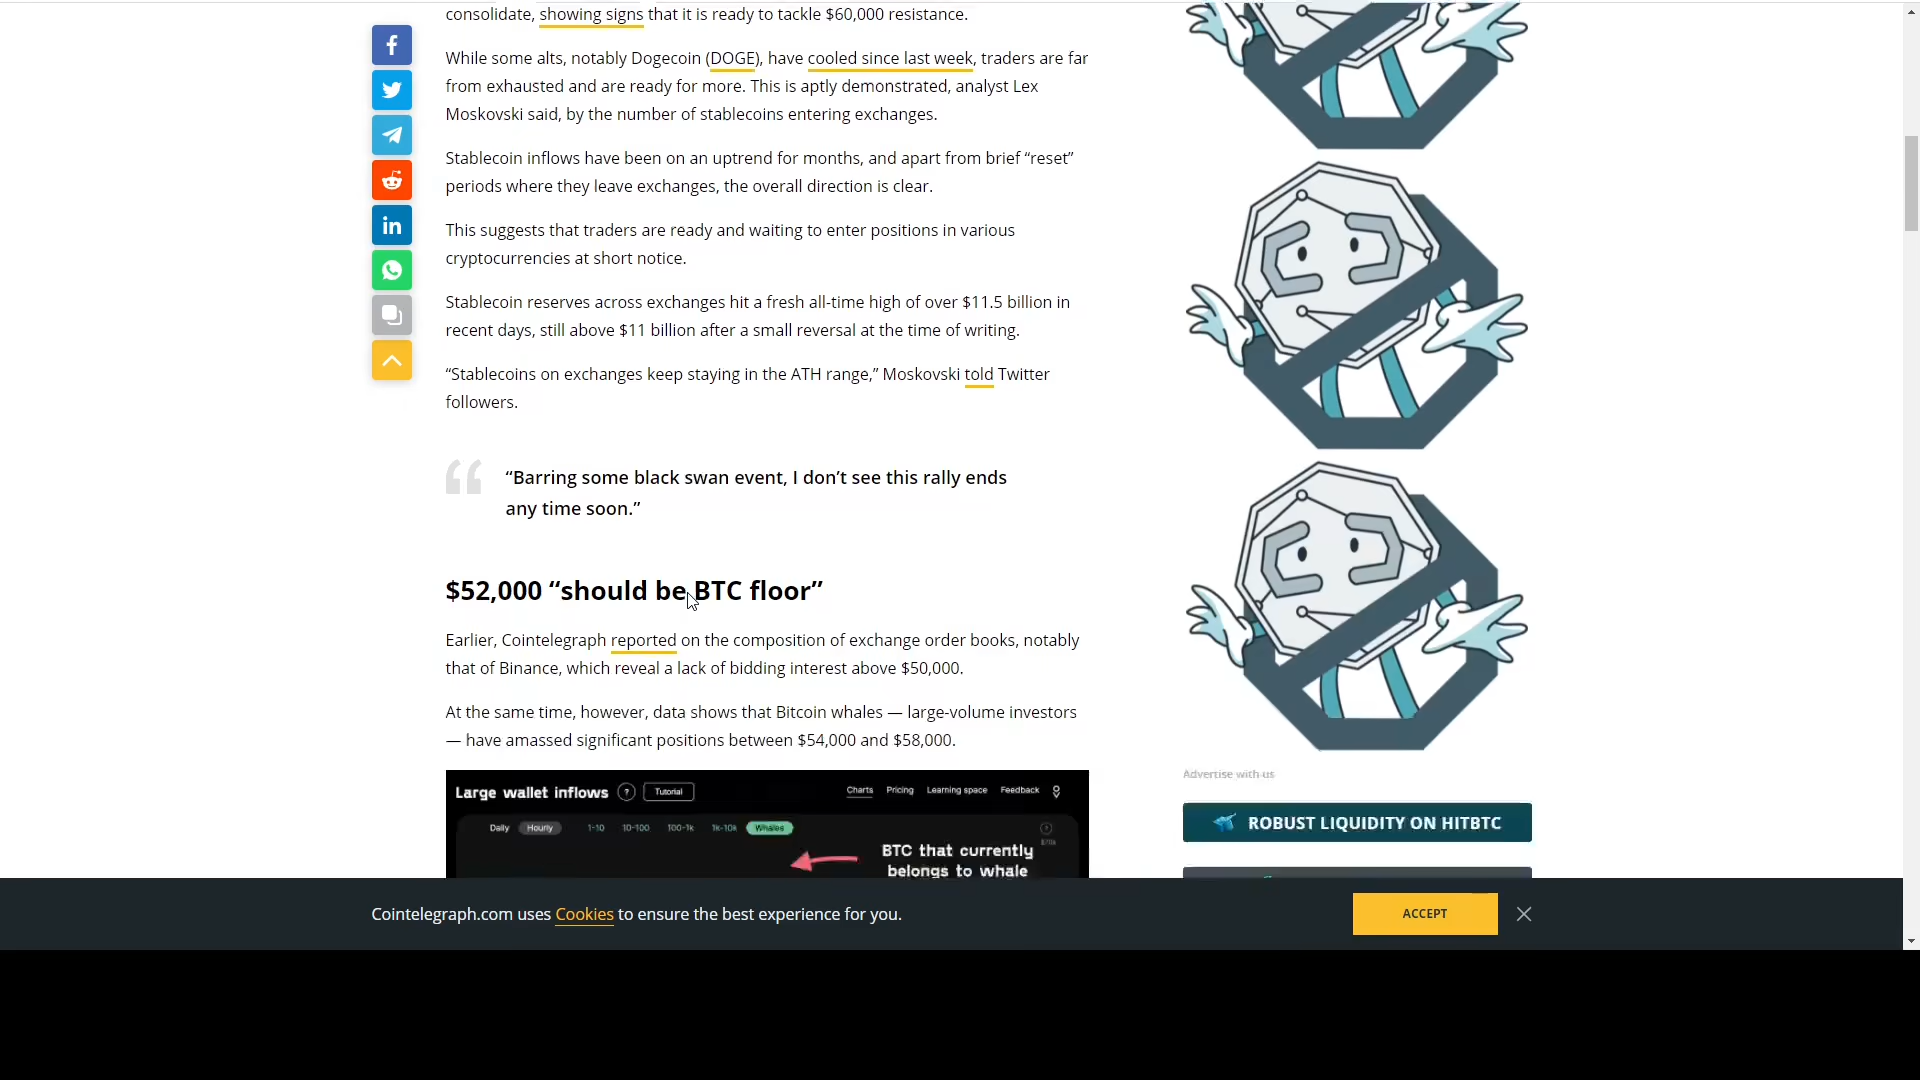 consolidate, showing signs that it is ready to tackle $60,000 resistance.
While some alts, notably Dogecoin (DOGE), have cooled since last week, traders are far
from exhausted and are ready for more. This is aptly demonstrated, analyst Lex
Moskovski said, by the number of stablecoins entering exchanges.
Stablecoin inflows have been on an uptrend for months, and apart from brief “reset”
periods where they leave exchanges, the overall direction is clear.
This suggests that traders are ready and waiting to enter positions in various
cryptocurrencies at short notice.
Stablecoin reserves across exchanges hit a fresh all-time high of over $11.5 billion in
recent days, still above $11 billion after a small reversal at the time of writing.
“Stablecoins on exchanges keep staying in the ATH range,” Moskovski told Twitter
followers.
“Barring some black swan event, I don’t see this rally ends
any time soon.”
$52,000 “should be BTC floor”
Earlier, Cointelegraph reported on the composition of exchange order books, notably
that of Binance, which reveal a lack of bidding interest above $50,000.
At the same time, however, data shows that Bitcoin whales — large-volume investors
— have amassed significant positions between $54,000 and $58,000.
Large wallet inflows ? Tutorial Charts Pricing Learning space Feedback
Daily Hourly 1-10 10-100 100-1k 1k-10k Whales
BTC that currently
belongs to whale
Advertise with us
ROBUST LIQUIDITY ON HITBTC
Cointelegraph.com uses Cookies to ensure the best experience for you.
ACCEPT